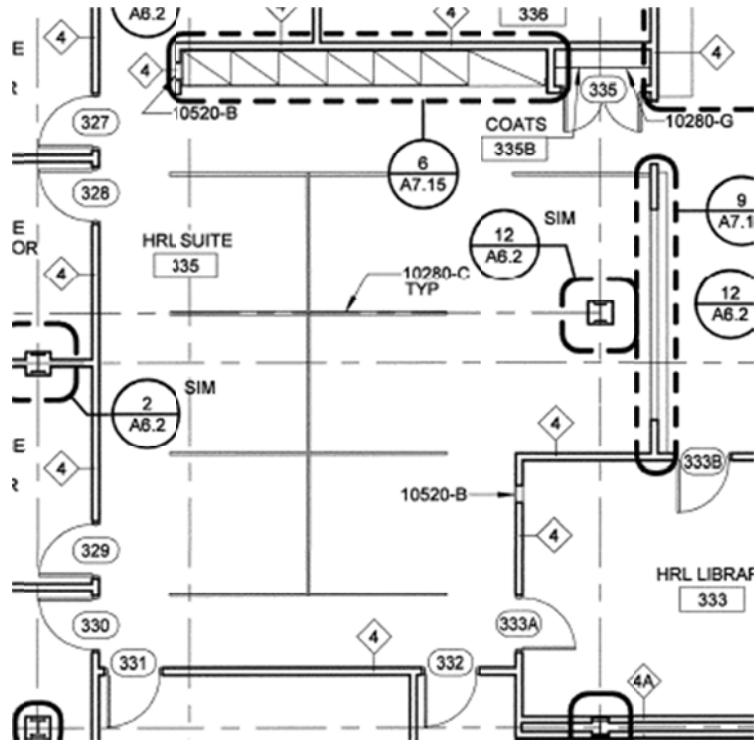 A6.2
4
4
336
4
E
R
4
10520-B
335
10280-G
327
COATS
335B
6
A7.15
328
9
A7.1
E
OR
HRL SUITE
335
SIM
12
A6.2
4
10280-C
TYP
12
A6.2
SIM
2
A6.2
E
R
4
4
333B
10520-B
4
329
HRL LIBRAR
333
330
333A
331
4
332
4A